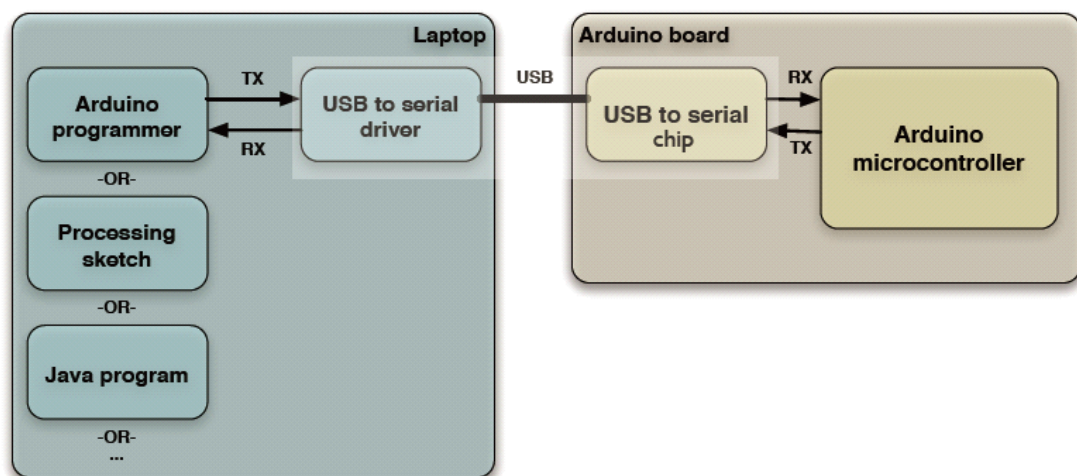 Laptop
Arduino
programmer
TX
RX
USB to serial
driver
-OR-
Processing
sketch
-OR-
Java program
-OR-
...
USB
Arduino board
USB to serial
chip
RX
TX
Arduino
microcontroller